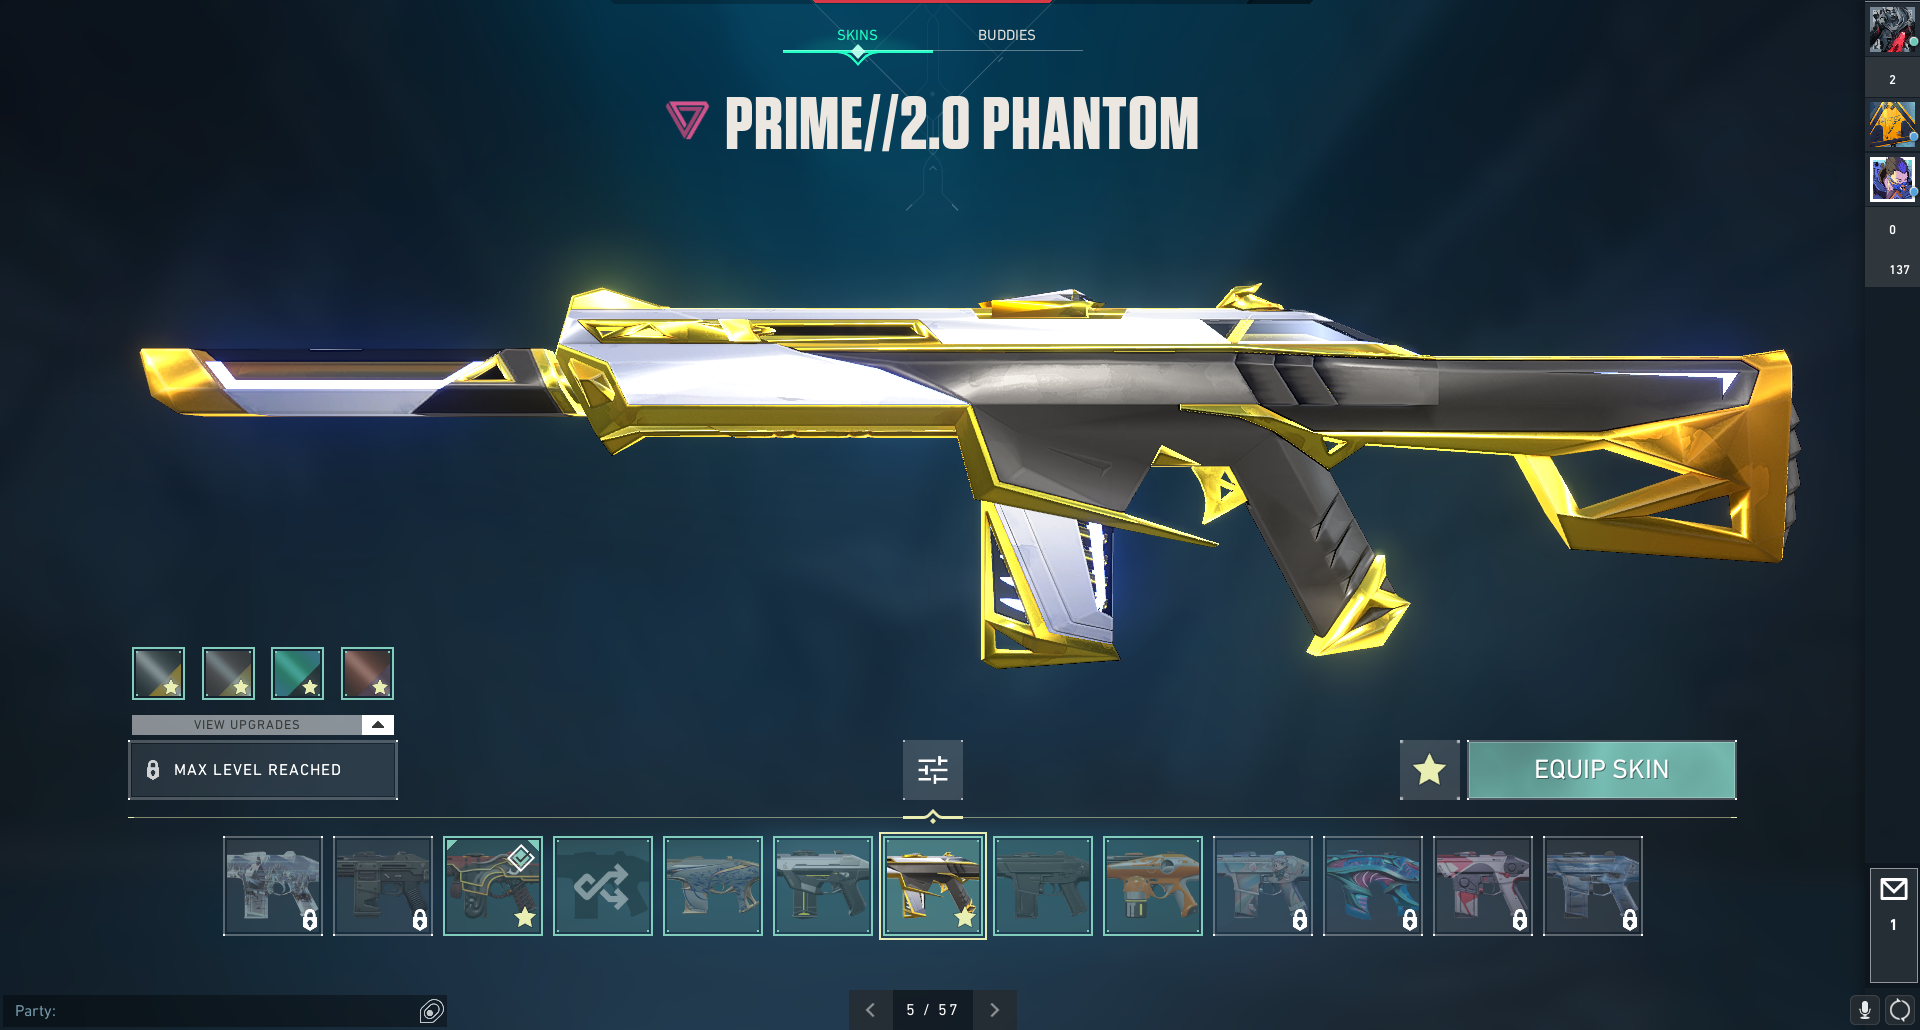 SKINS
BUDDIES
PRIME//2.0 PHANTOM
VIEW UPGRADES
MAX LEVEL REACHED
EQUIP SKIN
5 / 57
Party:
2
0
137
1